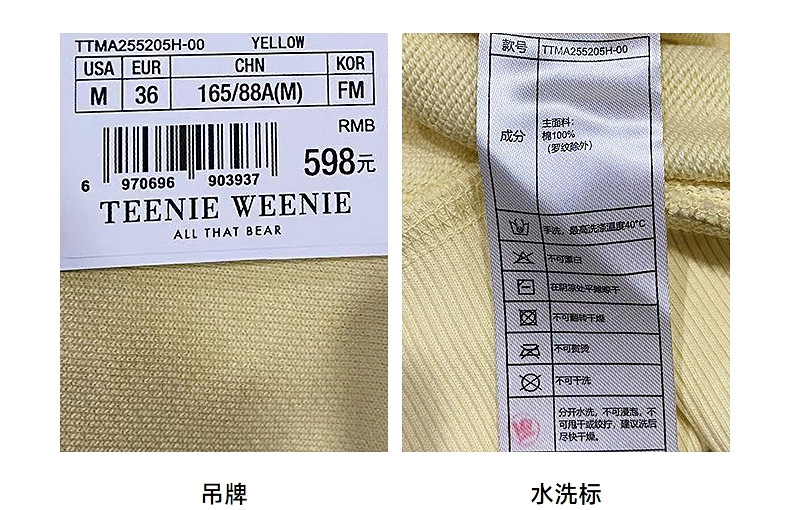 TTMA255205H-00 YELLOW
USA EUR CHN KOR
M 36 165/88A(M) FM
RMB
598元
6 970696 903937
TEENIE WEENIE
ALL THAT BEAR
吊牌
款号 TTMA255205H-00
成分
主面料：
棉100%
（罗纹除外）
手洗，最高洗涤温度40°C
不可漂白
在阴凉处平摊晾干
不可翻转干燥
不可熨烫
不可干洗
分开水洗，不可浸泡，不
可甩干或绞拧，建议洗后
尽快干燥。
水洗标